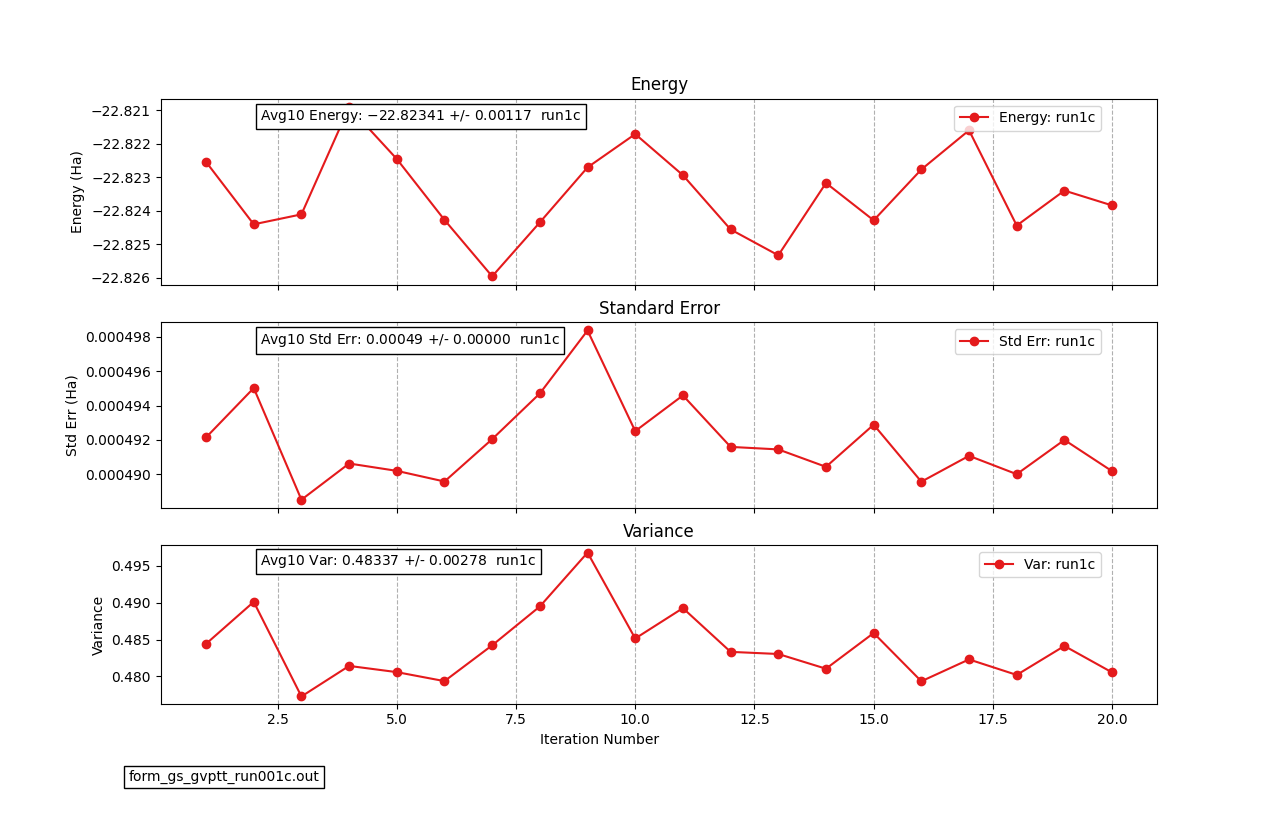 Energy
Energy (Ha)
−22.821
−22.822
−22.823
−22.824
−22.825
−22.826
Avg10 Energy: −22.82341 +/- 0.00117 run1c
Energy: run1c
Standard Error
Std Err (Ha)
0.000498
0.000496
0.000494
0.000492
0.000490
Avg10 Std Err: 0.00049 +/- 0.00000 run1c
Std Err: run1c
Variance
Variance
0.495
0.490
0.485
0.480
Avg10 Var: 0.48337 +/- 0.00278 run1c
Var: run1c
2.5 5.0 7.5 10.0 12.5 15.0 17.5 20.0
Iteration Number
form_gs_gvptt_run001c.out